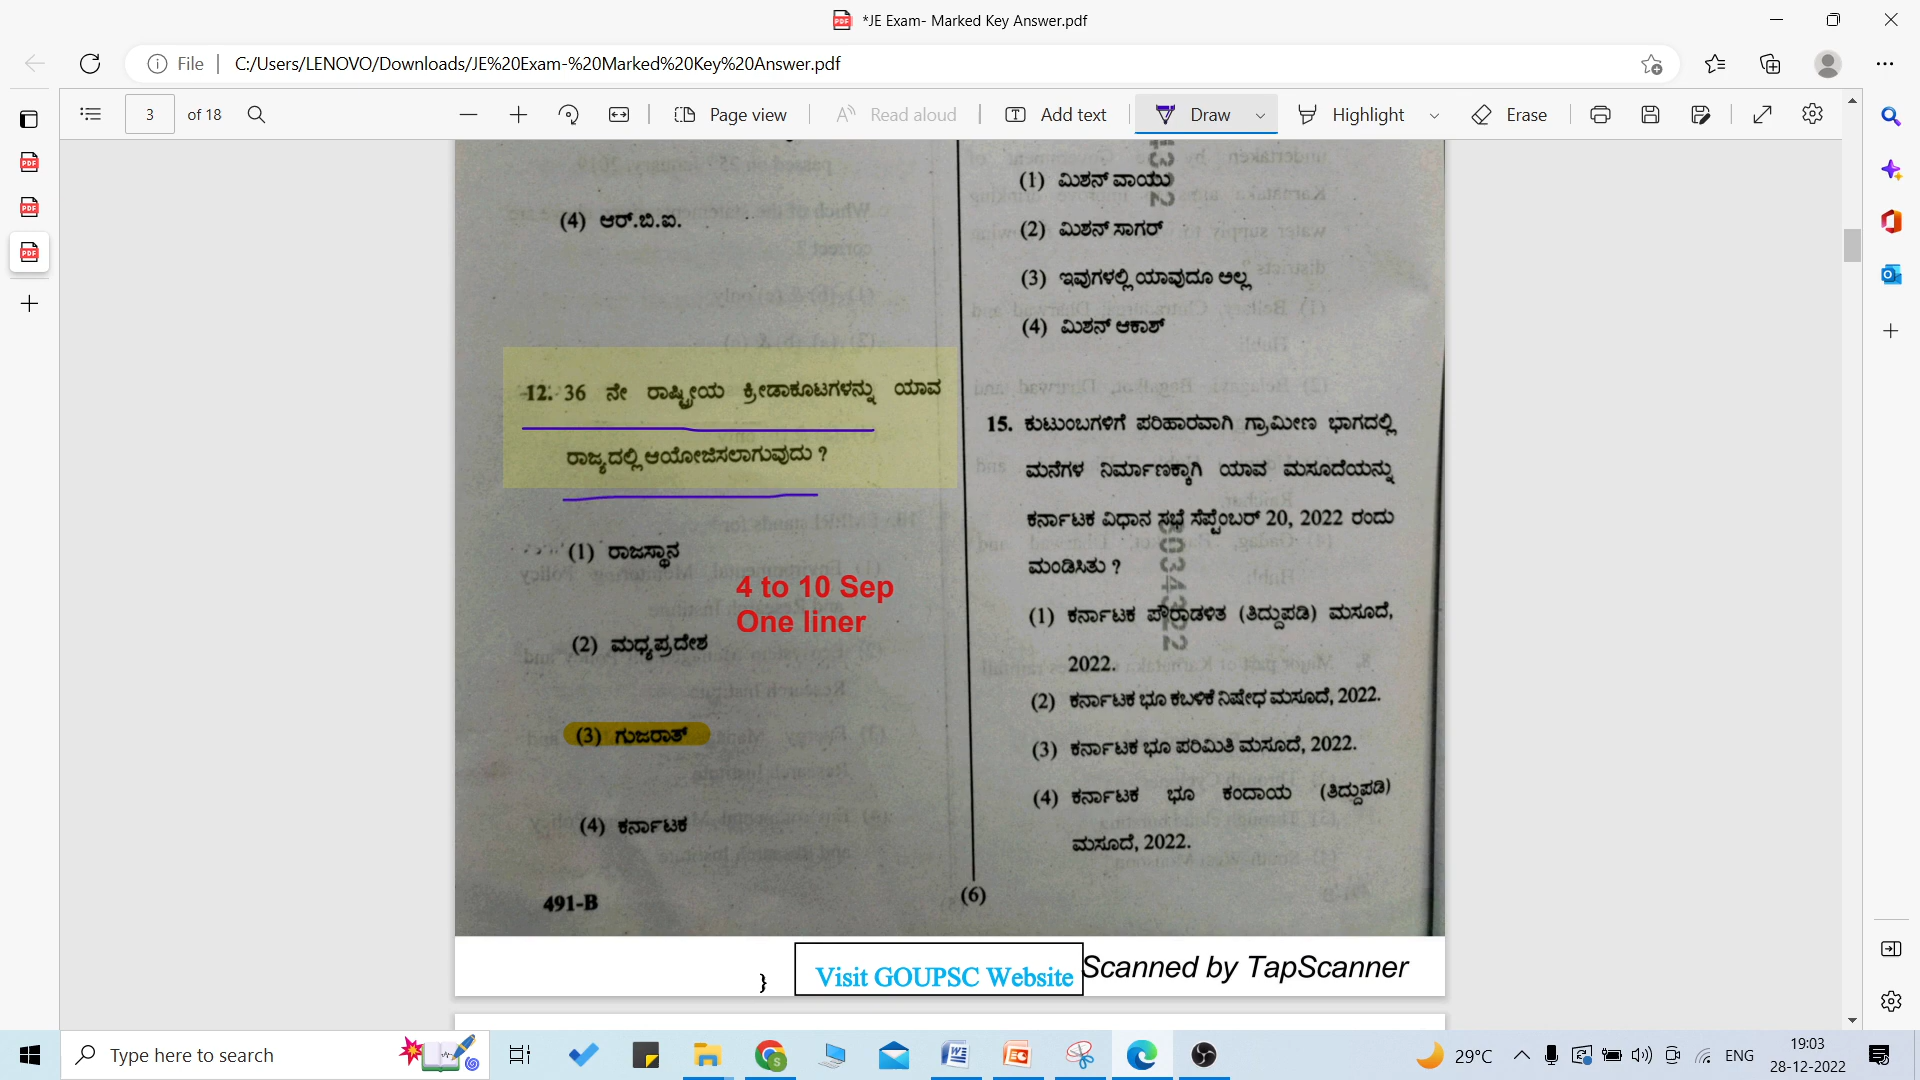 *JE Exam- Marked Key Answer.pdf
File
C:/Users/LENOVO/Downloads/JE%20Exam-%20Marked%20Key%20Answer.pdf
3 of 18
Page view
Read aloud
Add text
Draw
Highlight
Erase
(4) ಆರ್.ಬಿ.ಐ.
12. 36 ನೇ ರಾಷ್ಟ್ರೀಯ ಕ್ರೀಡಾಕೂಟಗಳನ್ನು ಯಾವ
ರಾಜ್ಯದಲ್ಲಿ ಆಯೋಜಿಸಲಾಗುವುದು ?
(1) ರಾಜಸ್ಥಾನ
4 to 10 Sep
One liner
(2) ಮಧ್ಯಪ್ರದೇಶ
(3) ಗುಜರಾತ್
(4) ಕರ್ನಾಟಕ
491-B
(1) ಮಿಶನ್ ವಾಯು
(2) ಮಿಶನ್ ಸಾಗರ್
(3) ಇವುಗಳಲ್ಲಿ ಯಾವುದೂ ಅಲ್ಲ
(4) ಮಿಶನ್ ಆಕಾಶ್
15. ಕುಟುಂಬಗಳಿಗೆ ಪರಿಹಾರವಾಗಿ ಗ್ರಾಮೀಣ ಭಾಗದಲ್ಲಿ
ಮನೆಗಳ ನಿರ್ಮಾಣಕ್ಕಾಗಿ ಯಾವ ಮಸೂದೆಯನ್ನು
ಕರ್ನಾಟಕ ವಿಧಾನ ಸಭೆ ಸೆಪ್ಟೆಂಬರ್ 20, 2022 ರಂದು
ಮಂಡಿಸಿತು ?
(1) ಕರ್ನಾಟಕ ಪೌರಾಡಳಿತ (ತಿದ್ದುಪಡಿ) ಮಸೂದೆ,
2022.
(2) ಕರ್ನಾಟಕ ಭೂ ಕಬಳಿಕೆ ನಿಷೇಧ ಮಸೂದೆ, 2022.
(3) ಕರ್ನಾಟಕ ಭೂ ಪರಿಮಿತಿ ಮಸೂದೆ, 2022.
(4) ಕರ್ನಾಟಕ ಭೂ ಕಂದಾಯ (ತಿದ್ದುಪಡಿ)
ಮಸೂದೆ, 2022.
(6)
}
Visit GOUPSC Website
Scanned by TapScanner
Type here to search
29°C
ENG
19:03
28-12-2022